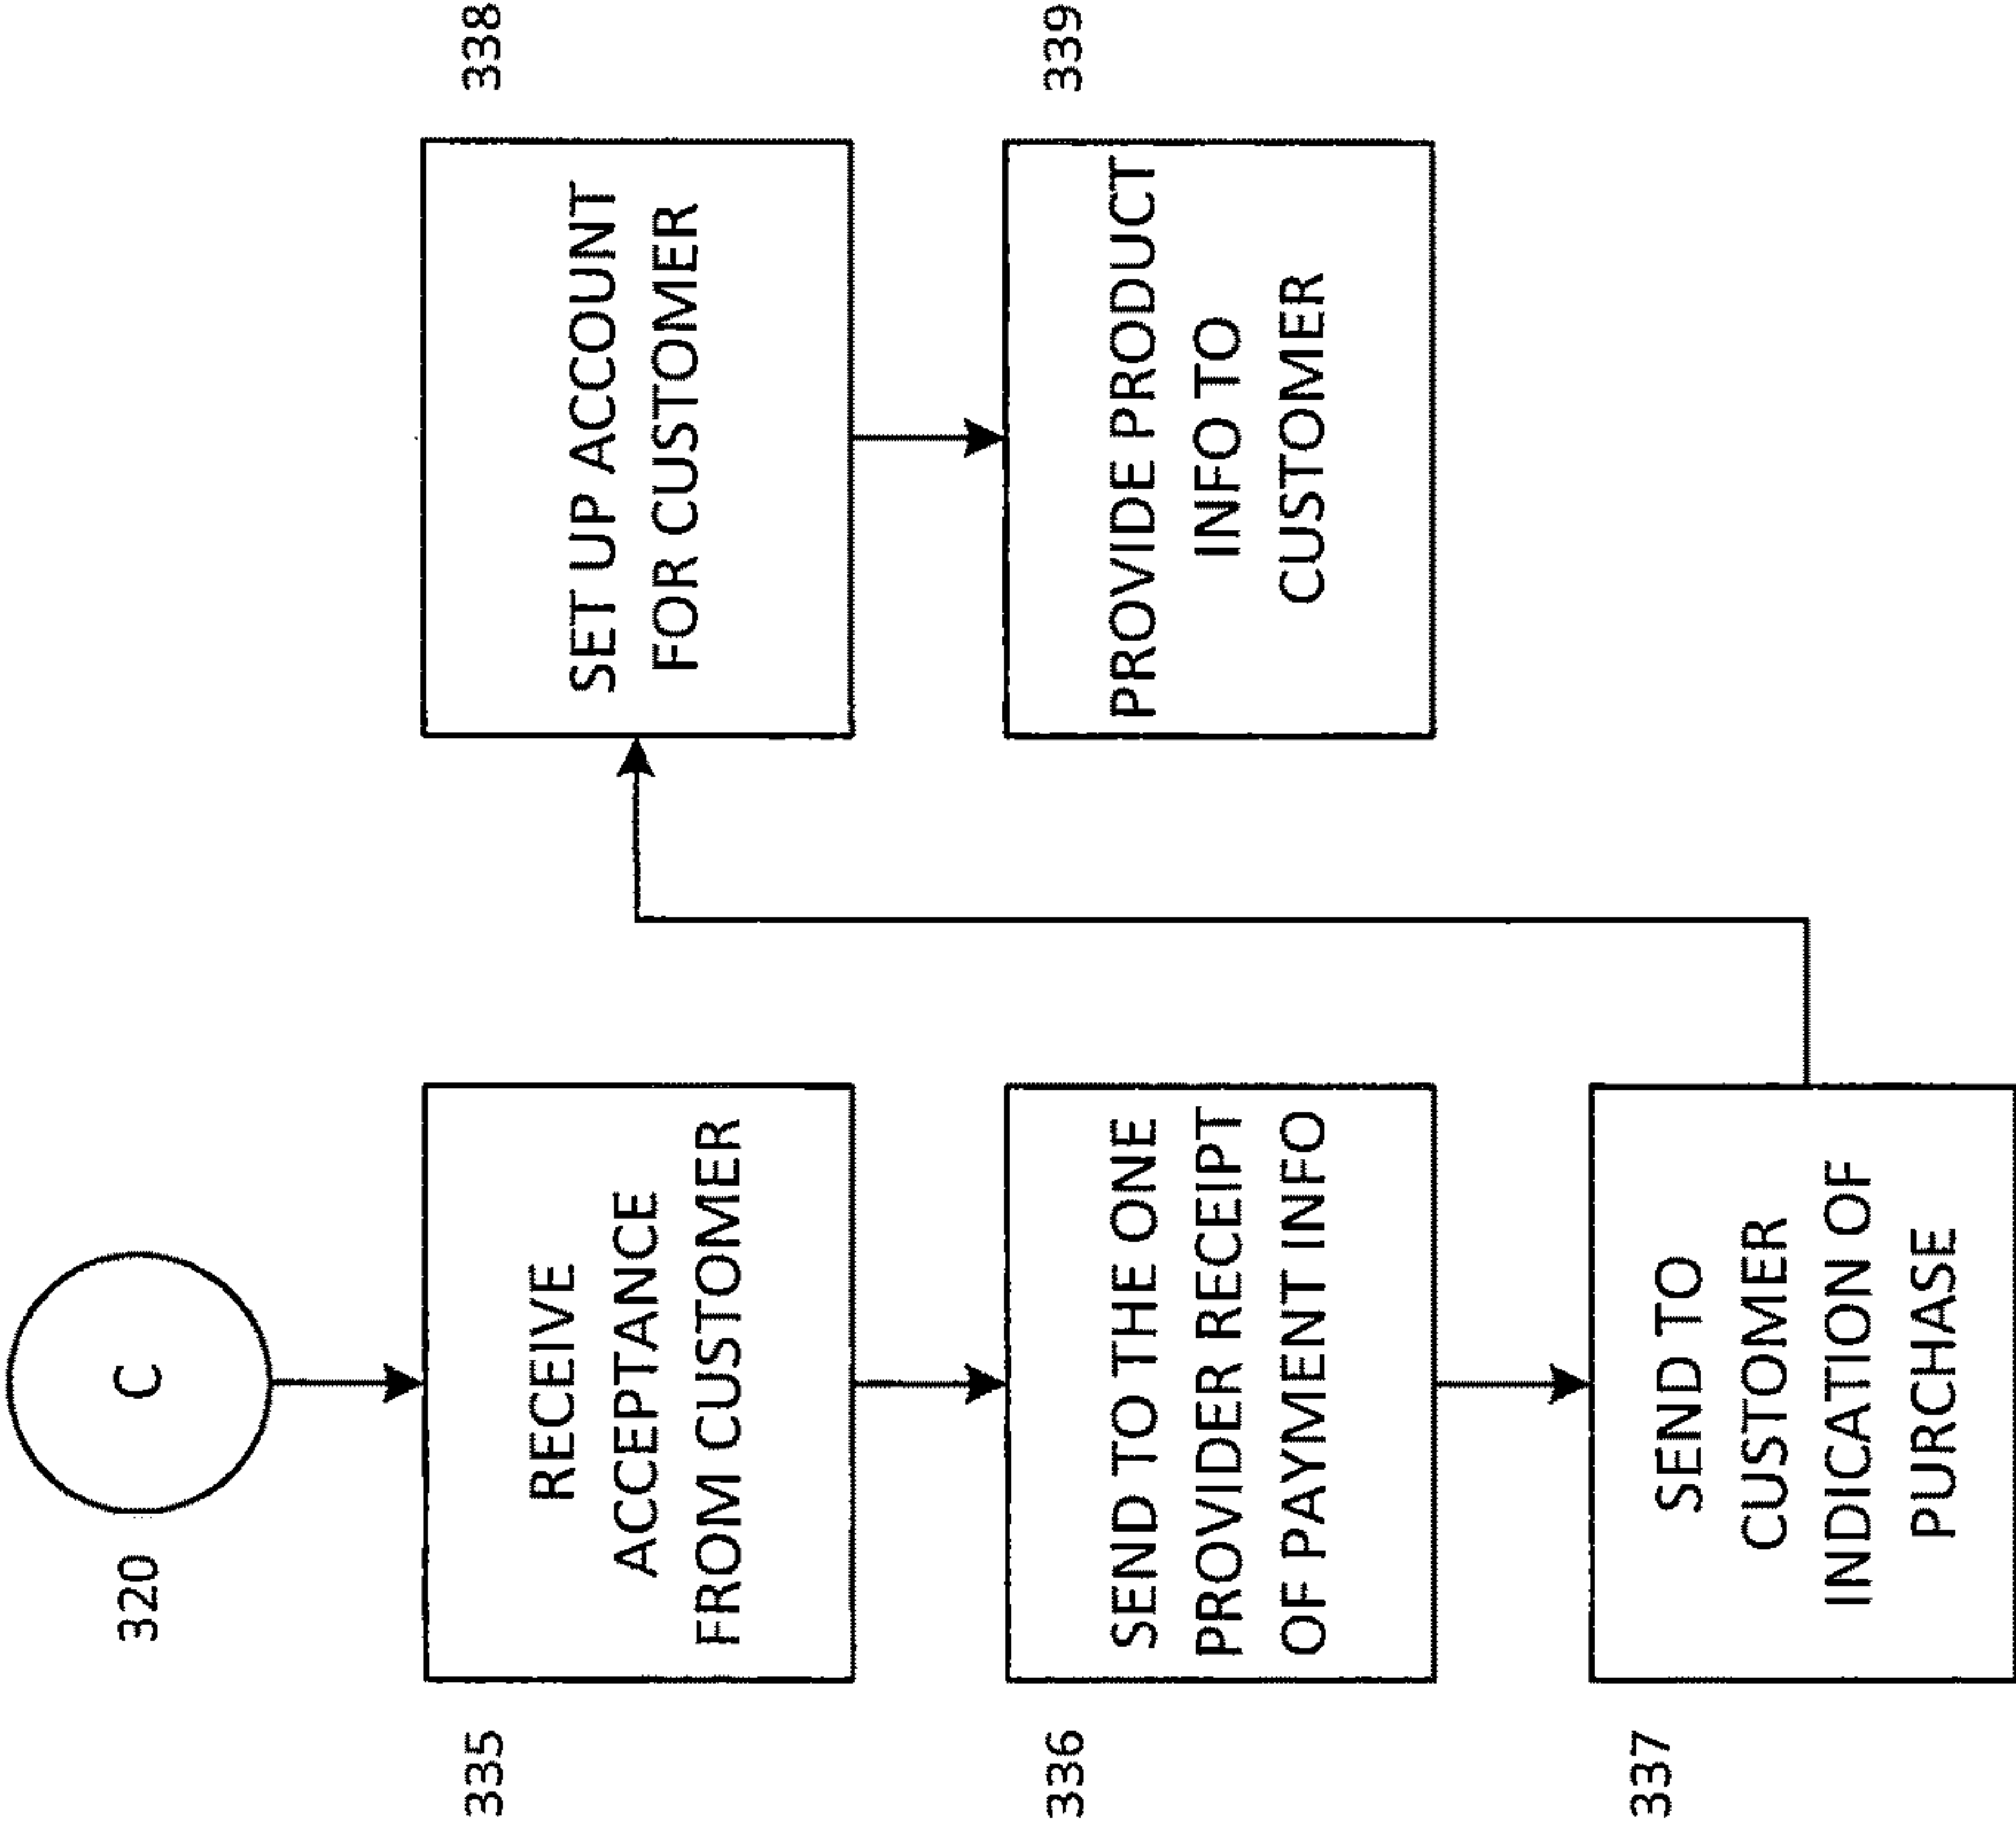 320
C
335
RECEIVE
ACCEPTANCE
FROM CUSTOMER
336
SEND TO THE ONE
PROVIDER RECEIPT
OF PAYMENT INFO
337
SEND TO
CUSTOMER
INDICATION OF
PURCHASE
338
SET UP ACCOUNT
FOR CUSTOMER
339
PROVIDE PRODUCT
INFO TO
CUSTOMER